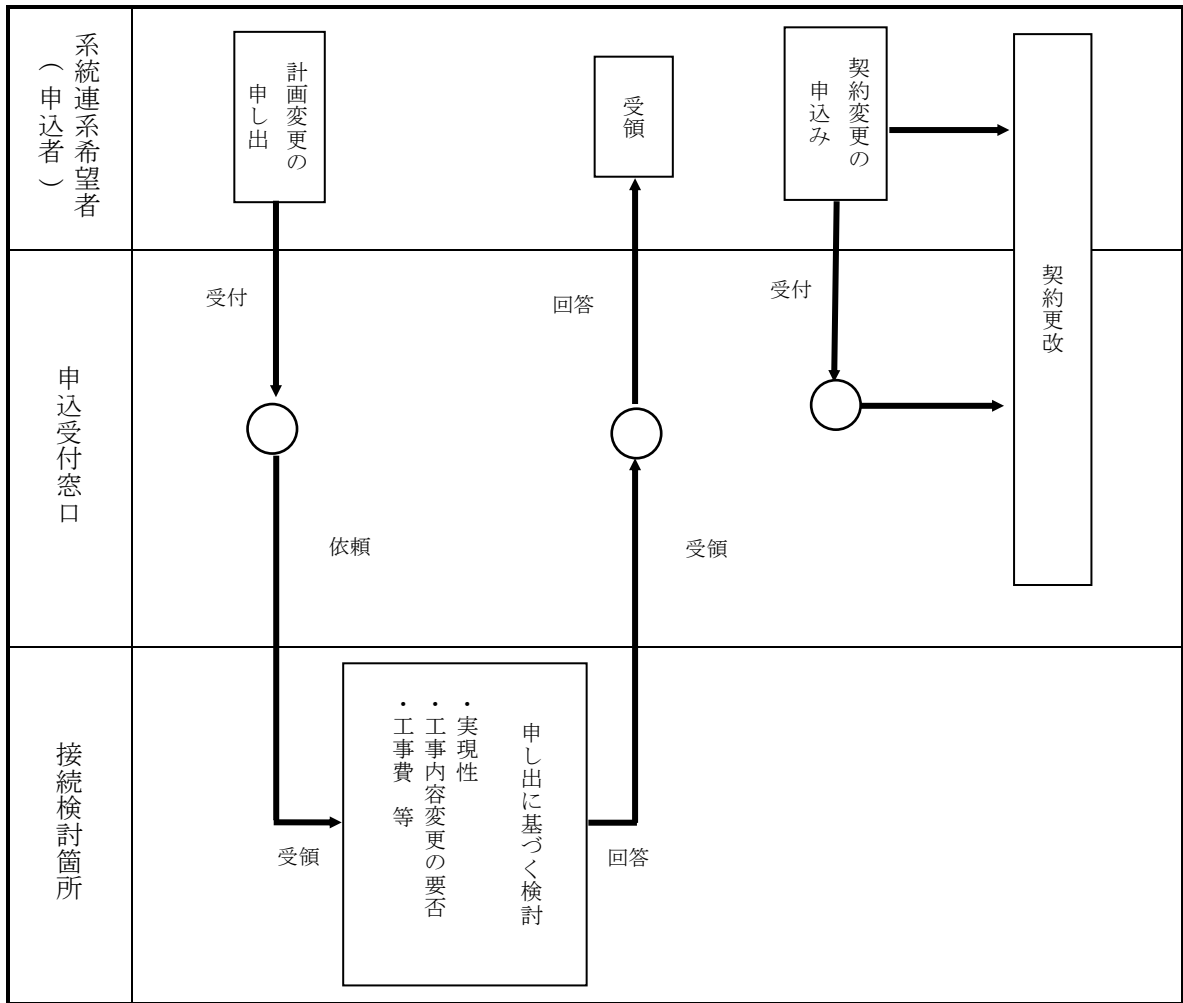 系統連系希望者
（申込者）
計画変更の
申し出
受領
契約変更の
申込み
契約更改
申込受付窓口
受付
回答
受付
依頼
受領
接続検討箇所
受領
申し出に基づく検討
・実現性
・工事内容変更の要否
・工事費　等
回答